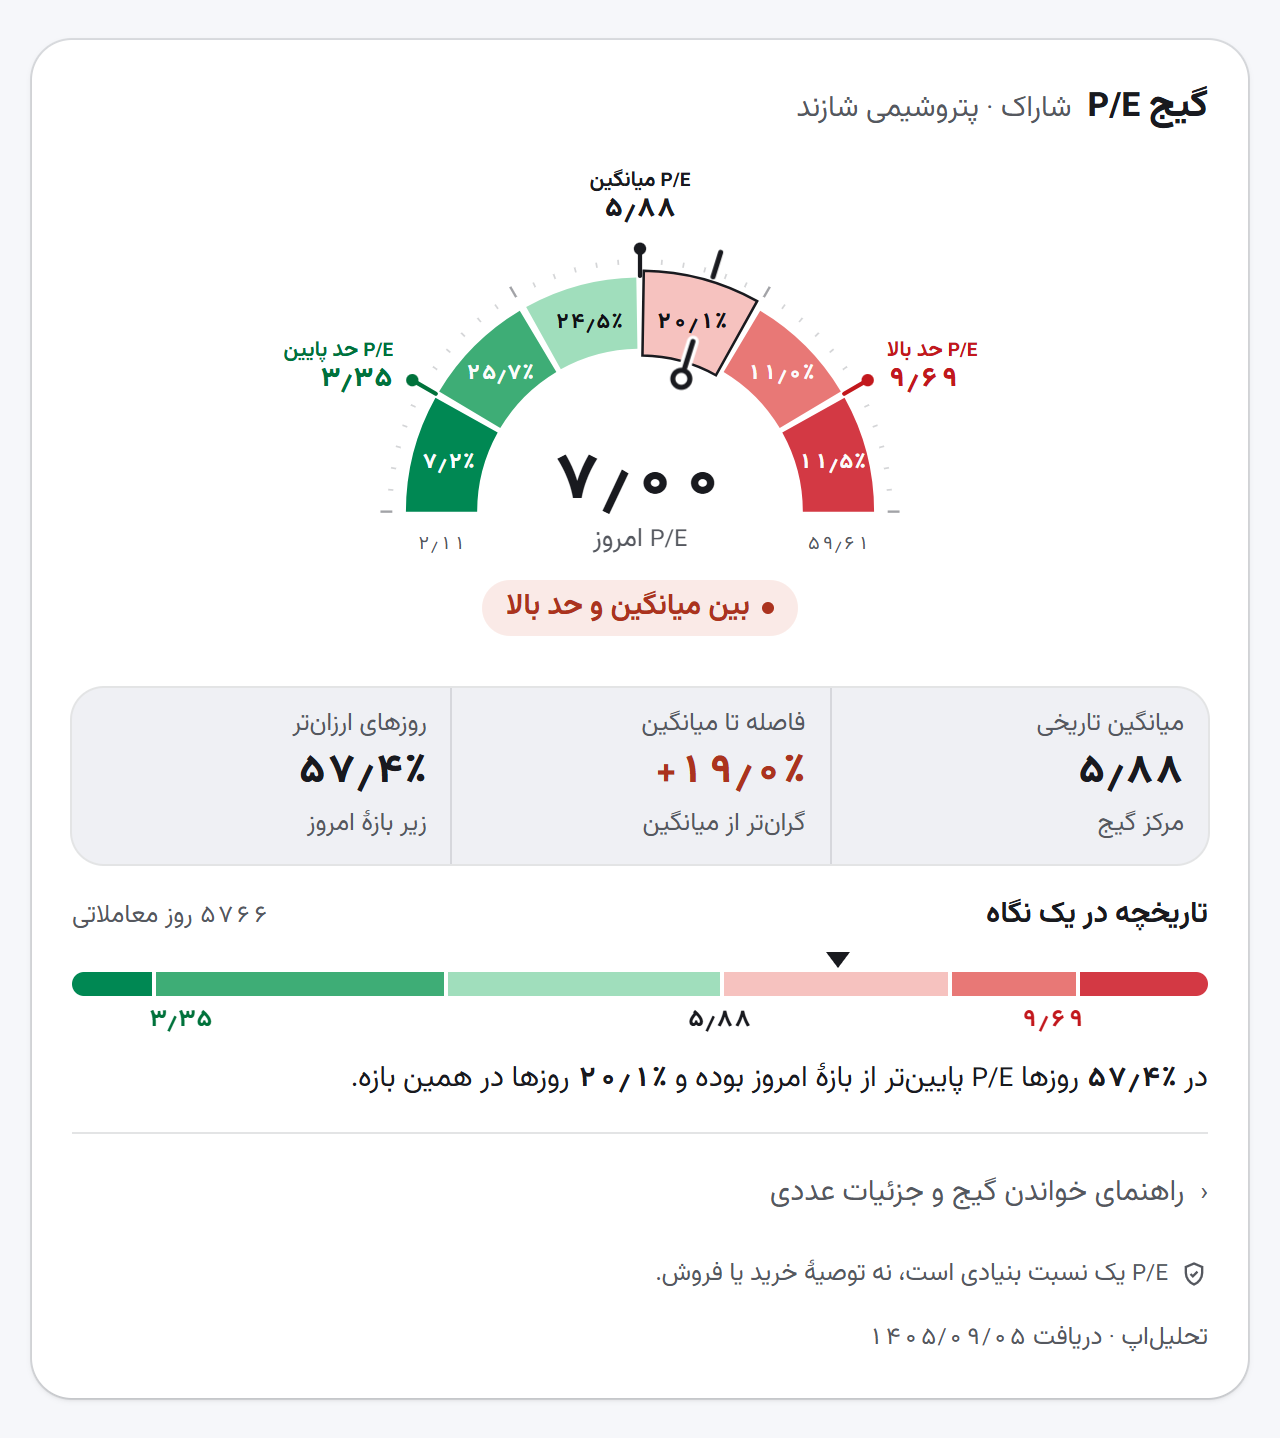 گیج P/E شاراک · پتروشیمی شازند
P/E میانگین
۵٫۸۸
P/E حد پایین
۳٫۳۵
P/E حد بالا
۹٫۶۹
۷٫۲٪
۲۵٫۷٪
۲۴٫۵٪
۲۰٫۱٪
۱۱٫۰٪
۱۱٫۵٪
۷٫۰۰
P/E امروز
۲٫۱۱
۵۹٫۶۱
بین میانگین و حد بالا
میانگین تاریخی
۵٫۸۸
مرکز گیج
فاصله تا میانگین
+۱۹٫۰٪
گران‌تر از میانگین
روزهای ارزان‌تر
۵۷٫۴٪
زیر بازهٔ امروز
تاریخچه در یک نگاه
۵۷۶۶ روز معاملاتی
۹٫۶۹
۵٫۸۸
۳٫۳۵
در ۵۷٫۴٪ روزها P/E پایین‌تر از بازهٔ امروز بوده و ۲۰٫۱٪ روزها در همین بازه.
‹ راهنمای خواندن گیج و جزئیات عددی
P/E یک نسبت بنیادی است، نه توصیهٔ خرید یا فروش.
تحلیل‌اپ · دریافت ۱۴۰۵/۰۹/۰۵